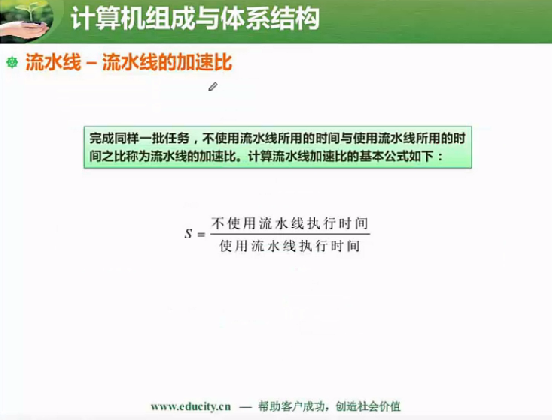 计算机组成与体系结构
流水线 – 流水线的加速比
完成同样一批任务，不使用流水线所用的时间与使用流水线所用的时
间之比称为流水线的加速比。计算流水线加速比的基本公式如下：
S = 不使用流水线执行时间
使用流水线执行时间
www.educity.cn — 帮助客户成功，创造社会价值